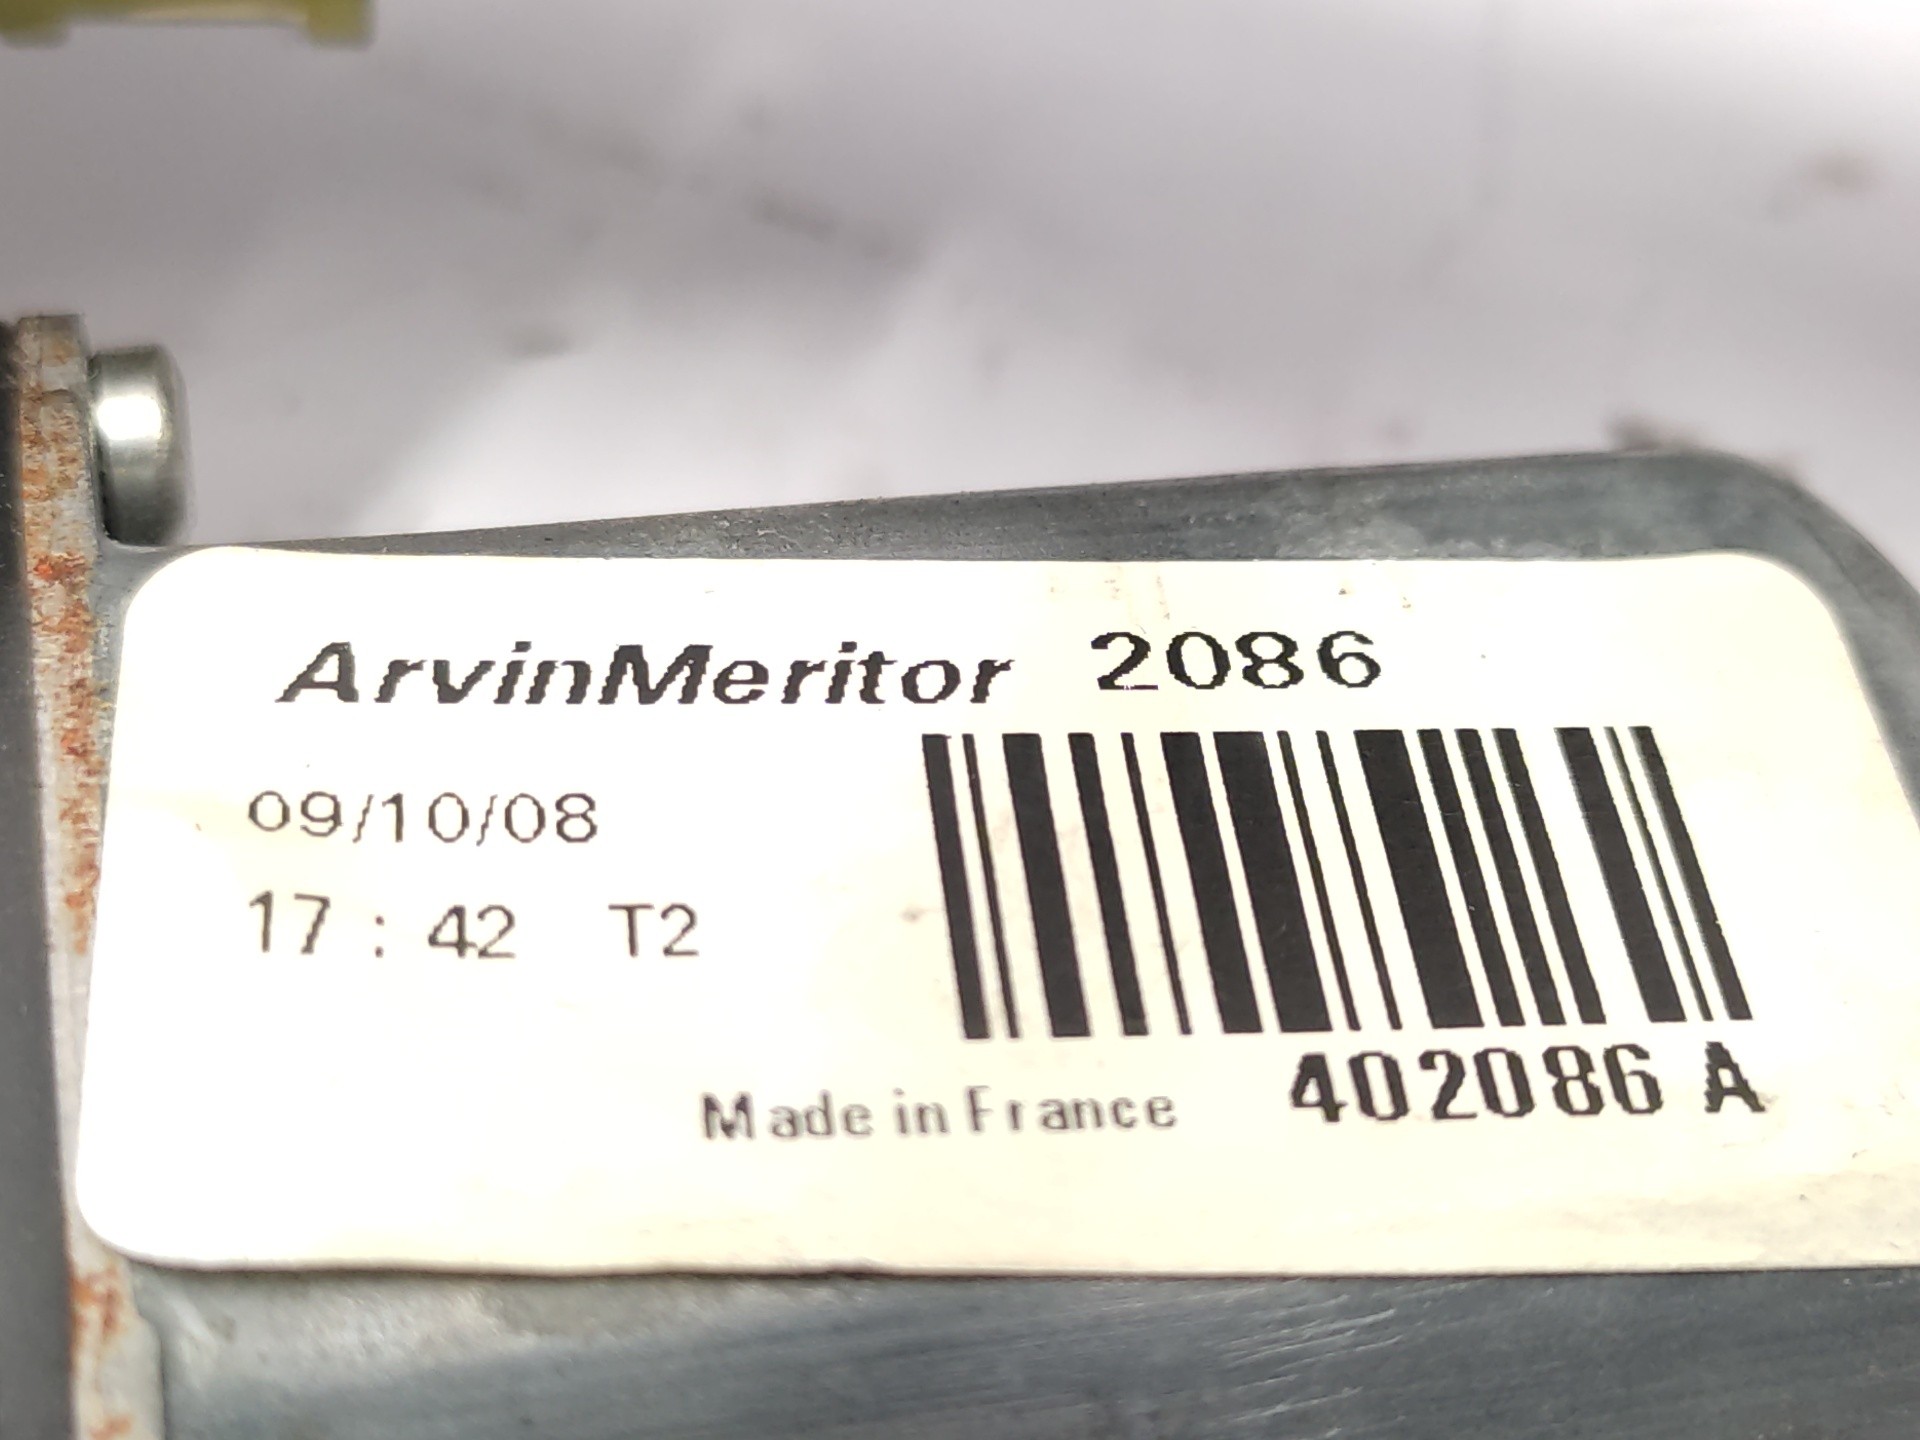 ArvinMeritor 2086
09/10/08
17 : 42 T2
Made in France 402086 A